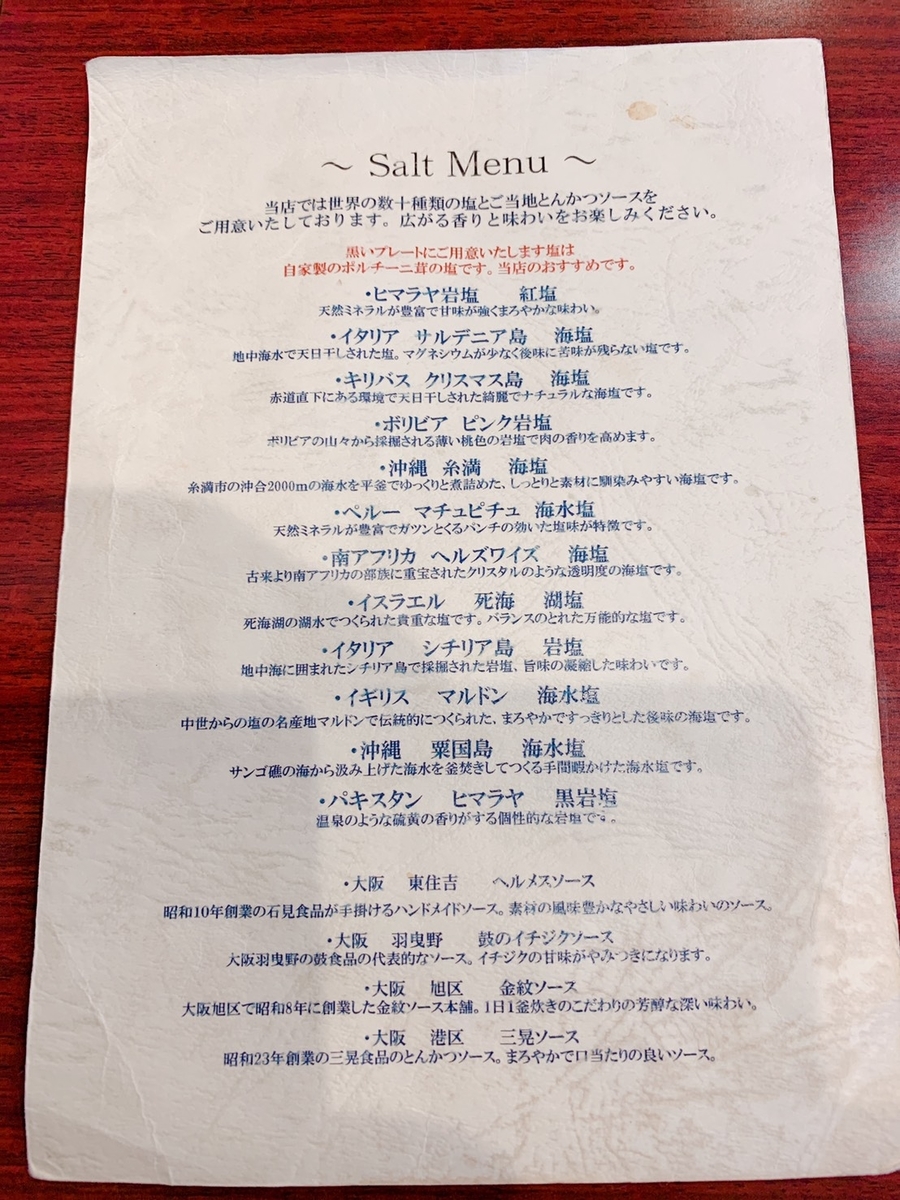 ～ Salt Menu ～
当店では世界の数十種類の塩とご当地とんかつソースを
ご用意いたしております。広がる香りと味わいをお楽しみください。
黒いプレートにご用意いたします塩は
自家製のポルチーニ茸の塩です。当店のおすすめです。
・ヒマラヤ岩塩 紅塩
天然ミネラルが豊富で甘味が強くまろやかな味わい。
・イタリア サルデニア島 海塩
地中海水で天日干しされた塩。マグネシウムが少なく後味に苦味が残らない塩です。
・キリバス クリスマス島 海塩
赤道直下にある環境で天日干しされた綺麗でナチュラルな海塩です。
・ボリビア ピンク岩塩
ボリビアの山々から採掘される薄い桃色の岩塩で肉の香りを高めます。
・沖縄 糸満 海塩
糸満市の沖合2000mの海水を平釜でゆっくりと煮詰めた、しっとりと素材に馴染みやすい海塩です。
・ペルー マチュピチュ 海水塩
天然ミネラルが豊富でガツンとくるパンチの効いた塩味が特徴です。
・南アフリカ ヘルズワイズ 海塩
古来より南アフリカの部族に重宝されたクリスタルのような透明度の海塩です。
・イスラエル 死海 湖塩
死海湖の湖水でつくられた貴重な塩です。バランスのとれた万能的な塩です。
・イタリア シチリア島 岩塩
地中海に囲まれたシチリア島で採掘された岩塩、旨味の凝縮した味わいです。
・イギリス マルドン 海水塩
中世からの塩の名産地マルドンで伝統的につくられた、まろやかですっきりとした後味の海塩です。
・沖縄 粟国島 海水塩
サンゴ礁の海から汲み上げた海水を釜焚きしてつくる手間暇かけた海水塩です。
・パキスタン ヒマラヤ 黒岩塩
温泉のような硫黄の香りがする個性的な岩塩です。
・大阪 東住吉 ヘルメスソース
昭和10年創業の石見食品が手掛けるハンドメイドソース。素材の風味豊かなやさしい味わいのソース。
・大阪 羽曳野 鼓のイチジクソース
大阪羽曳野の鼓食品の代表的なソース。イチジクの甘味がやみつきになります。
・大阪 旭区 金紋ソース
大阪旭区で昭和8年に創業した金紋ソース本舗。1日1釜炊きのこだわりの芳醇な深い味わい。
・大阪 港区 三晃ソース
昭和23年創業の三晃食品のとんかつソース。まろやかで口当たりの良いソース。